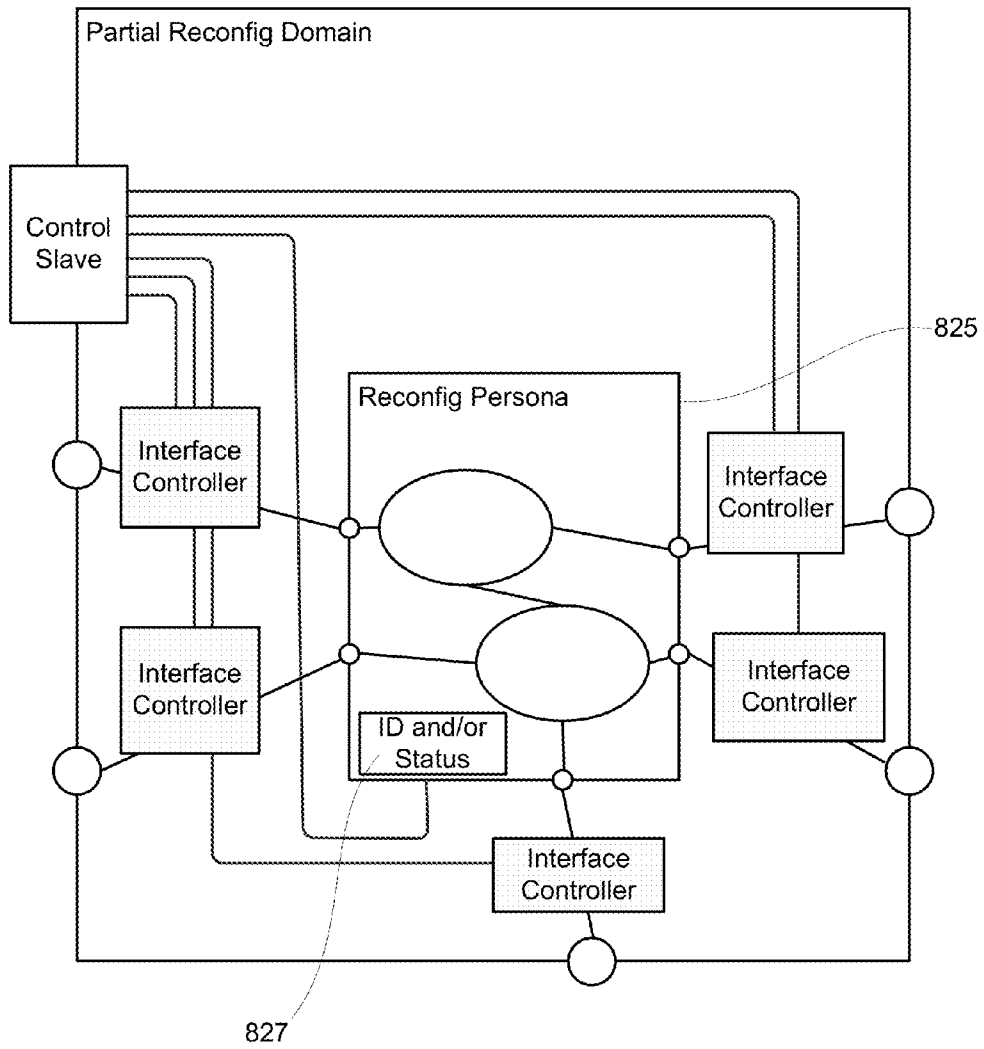 Partial Reconfig Domain
Control
Slave
825
Reconfig Persona
Interface
Controller
Interface
Controller
Interface
Controller
Interface
Controller
ID and/or
Status
Interface
Controller
827